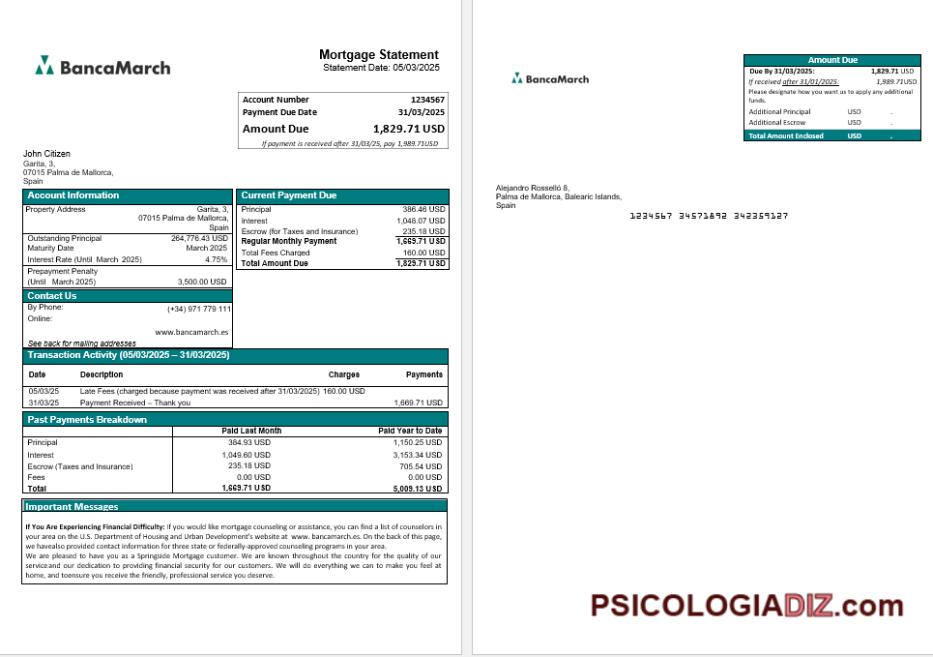 BancaMarch
Mortgage Statement
Statement Date: 05/03/2025
Account Number 1234567
Payment Due Date 31/03/2025
Amount Due 1,829.71 USD
If payment is received after 31/03/25, pay 1,989.71USD
John Citizen
Garita, 3,
07015 Palma de Mallorca,
Spain
Account Information
Property Address Garita, 3,
07015 Palma de Mallorca,
Spain
Outstanding Principal 264,776.43 USD
Maturity Date March 2025
Interest Rate (Until March 2025) 4.75%
Prepayment Penalty
(Until March 2025) 3,500.00 USD
Contact Us
By Phone: (+34) 971 779 111
Online:
www.bancamarch.es
See back for mailing addresses
Current Payment Due
Principal 386.46 USD
Interest 1,048.07 USD
Escrow (for Taxes and Insurance) 235.18 USD
Regular Monthly Payment 1,669.71 USD
Total Fees Charged 160.00 USD
Total Amount Due 1,829.71 USD
Transaction Activity (05/03/2025 – 31/03/2025)
Date Description Charges Payments
05/03/25 Late Fees (charged because payment was received after 31/03/2025) 160.00 USD
31/03/25 Payment Received – Thank you 1,669.71 USD
Past Payments Breakdown
Paid Last Month Paid Year to Date
Principal 384.93 USD 1,150.25 USD
Interest 1,049.60 USD 3,153.34 USD
Escrow (Taxes and Insurance) 235.18 USD 705.54 USD
Fees 0.00 USD 0.00 USD
Total 1,669.71 USD 5,009.13 USD
Important Messages
If You Are Experiencing Financial Difficulty: If you would like mortgage counseling or assistance, you can find a list of counselors in
your area on the U.S. Department of Housing and Urban Development's website at www. bancamarch.es. On the back of this page,
we havealso provided contact information for three state or federally-approved counseling programs in your area.
We are pleased to have you as a Springside Mortgage customer. We are known throughout the country for the quality of our
serviceand our dedication to providing financial security for our customers. We will do everything we can to make you feel at
home, and toensure you receive the friendly, professional service you deserve.
BancaMarch
Amount Due
Due By 31/03/2025: 1,829.71 USD
If received after 31/01/2025: 1,989.71USD
Please designate how you want us to apply any additional
funds.
Additional Principal USD .
Additional Escrow USD .
Total Amount Enclosed USD .
Alejandro Rosselló 8,
Palma de Mallorca, Balearic Islands,
Spain
1234567 34571892 342359127
PSICOLOGIADIZ.com